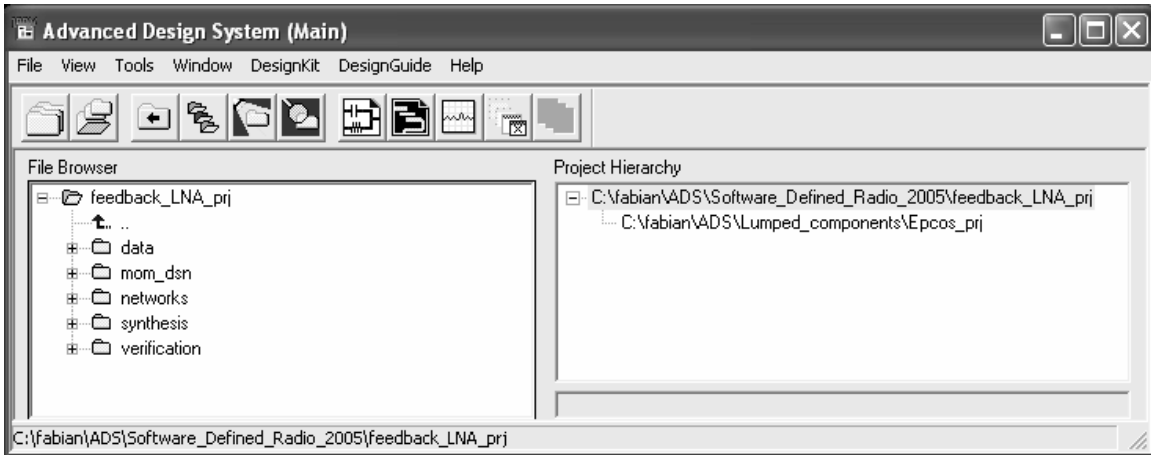 Advanced Design System (Main)
File View Tools Window DesignKit DesignGuide Help
File Browser
feedback_LNA_prj
..
data
mom_dsn
networks
synthesis
verification
Project Hierarchy
C:\fabian\ADS\Software_Defined_Radio_2005\feedback_LNA_prj
C:\fabian\ADS\Lumped_components\Epcos_prj
C:\fabian\ADS\Software_Defined_Radio_2005\feedback_LNA_prj